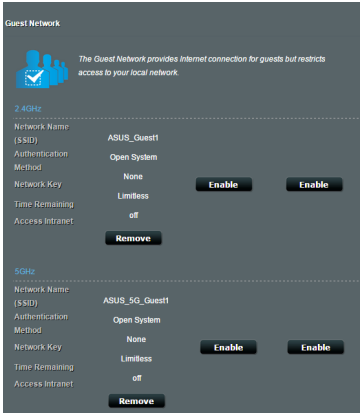 Guest Network
The Guest Network provides Internet connection for guests but restricts
access to your local network.
2.4GHz
Network Name
(SSID)
ASUS_Guest1
Authentication
Method
Open System
Network Key
None
Enable
Enable
Time Remaining
Limitless
Access Intranet
off
Remove
5GHz
Network Name
(SSID)
ASUS_5G_Guest1
Authentication
Method
Open System
Network Key
None
Enable
Enable
Time Remaining
Limitless
Access Intranet
off
Remove